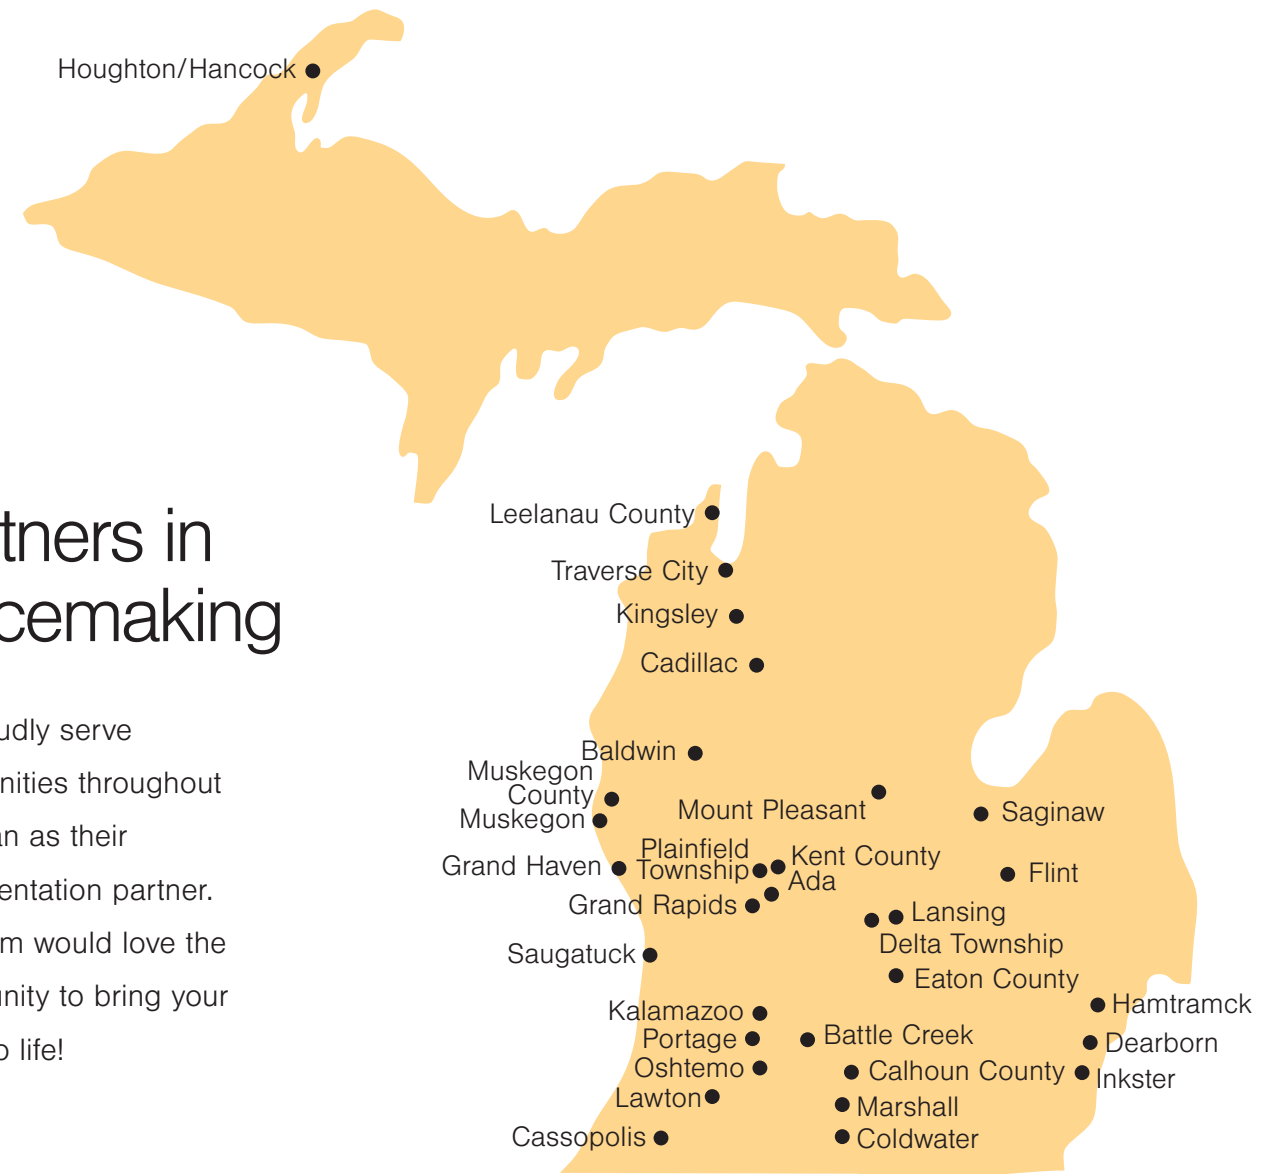 Houghton/Hancock
tners in
cemaking
udly serve
nities throughout
an as their
entation partner.
m would love the
unity to bring your
o life!
Leelanau County
Traverse City
Kingsley
Cadillac
Baldwin
Muskegon
County
Muskegon
Mount Pleasant
Saginaw
Grand Haven
Plainfield
Township
Kent County
Ada
Flint
Grand Rapids
Lansing
Delta Township
Saugatuck
Eaton County
Kalamazoo
Hamtramck
Portage
Battle Creek
Dearborn
Oshtemo
Calhoun County
Inkster
Lawton
Marshall
Cassopolis
Coldwater